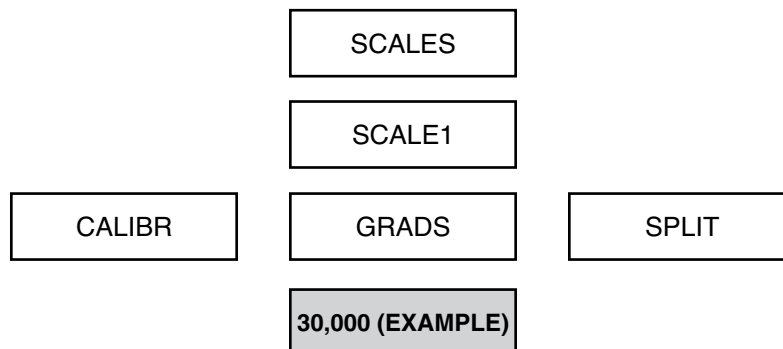 SCALES
SCALE1
CALIBR GRADS SPLIT
30,000 (EXAMPLE)